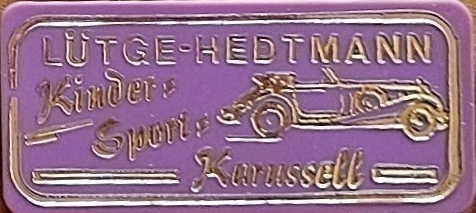 LÜTGE-HEDTMANN
Kinder-
Sport-
Karussell